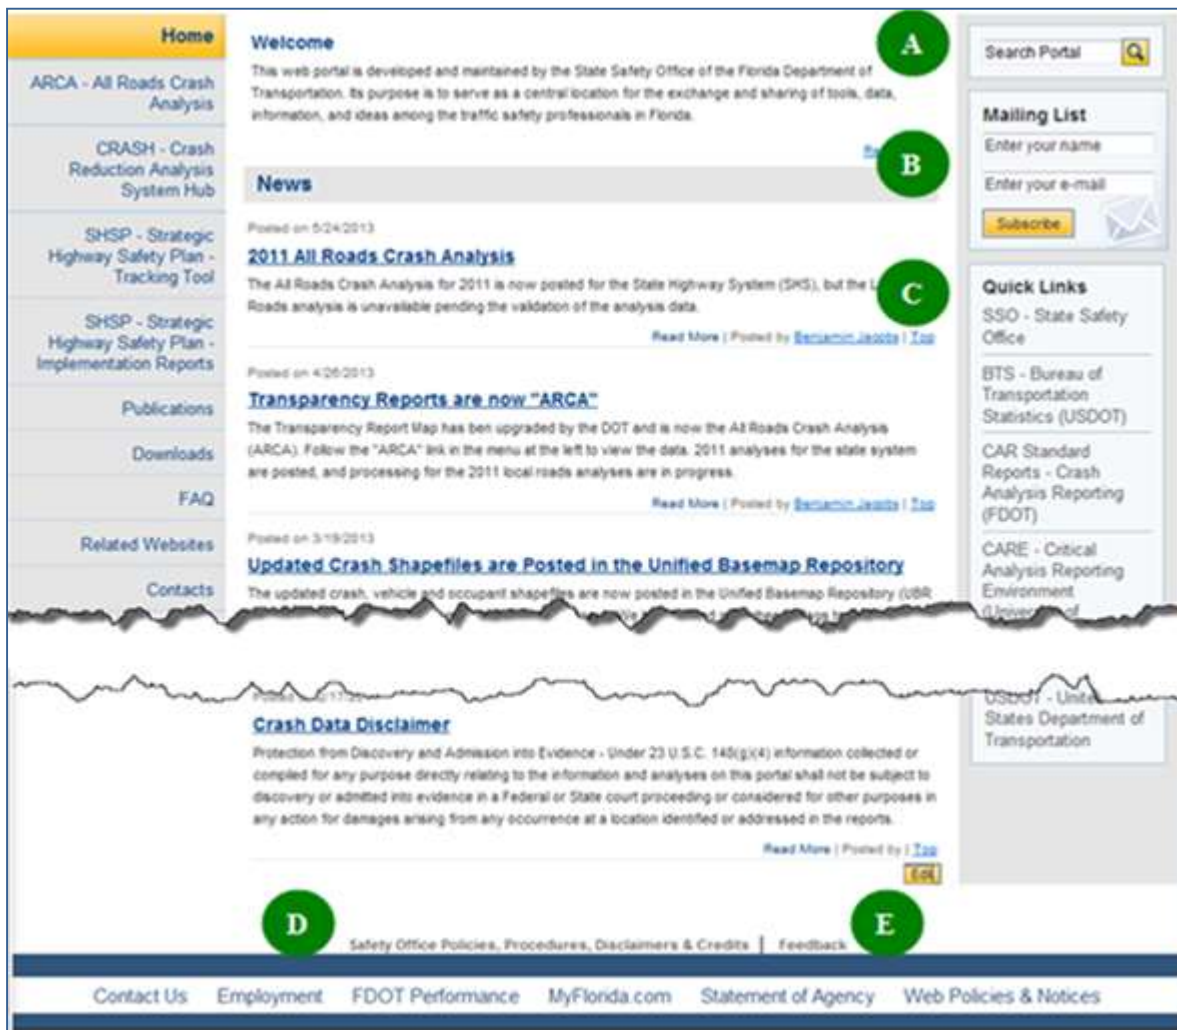 Home
ARCA - All Roads Crash
Analysis
CRASH - Crash
Reduction Analysis
System Hub
SHSP - Strategic
Highway Safety Plan -
Tracking Tool
SHSP - Strategic
Highway Safety Plan -
Implementation Reports
Publications
Downloads
FAQ
Related Websites
Contacts
Welcome
A
This web portal is developed and maintained by the State Safety Office of the Florida Department of
Transportation. Its purpose is to serve as a central location for the exchange and sharing of tools, data,
information, and ideas among the traffic safety professionals in Florida.
B
News
Posted on 5/24/2013
2011 All Roads Crash Analysis
The All Roads Crash Analysis for 2011 is now posted for the State Highway System (SHS), but the
C
Roads analysis is unavailable pending the validation of the analysis data.
Read More | Posted by Benjamin Jacobs | Top
Posted on 4/26/2013
Transparency Reports are now "ARCA"
The Transparency Report Map has ben upgraded by the DOT and is now the All Roads Crash Analysis
(ARCA). Follow the "ARCA" link in the menu at the left to view the data. 2011 analyses for the state system
are posted, and processing for the 2011 local roads analyses are in progress.
Read More | Posted by Benjamin Jacobs | Top
Posted on 3/19/2013
Updated Crash Shapefiles are Posted in the Unified Basemap Repository
The updated crash, vehicle and occupant shapefiles are now posted in the Unified Basemap Repository (UBR
Crash Data Disclaimer
Protection from Discovery and Admission into Evidence - Under 23 U.S.C. 148(g)(4) information collected or
compiled for any purpose directly relating to the information and analyses on this portal shall not be subject to
discovery or admitted into evidence in a Federal or State court proceeding or considered for other purposes in
any action for damages arising from any occurrence at a location identified or addressed in the reports.
Read More | Posted by | Top
Edit
Search Portal
Mailing List
Enter your name
Enter your e-mail
Subscribe
Quick Links
SSO - State Safety
Office
BTS - Bureau of
Transportation
Statistics (USDOT)
CAR Standard
Reports - Crash
Analysis Reporting
(FDOT)
CARE - Critical
Analysis Reporting
Environment
(University of
USDOT - United
States Department of
Transportation
D
Safety Office Policies, Procedures, Disclaimers & Credits | Feedback
E
Contact Us Employment FDOT Performance MyFlorida.com Statement of Agency Web Policies & Notices